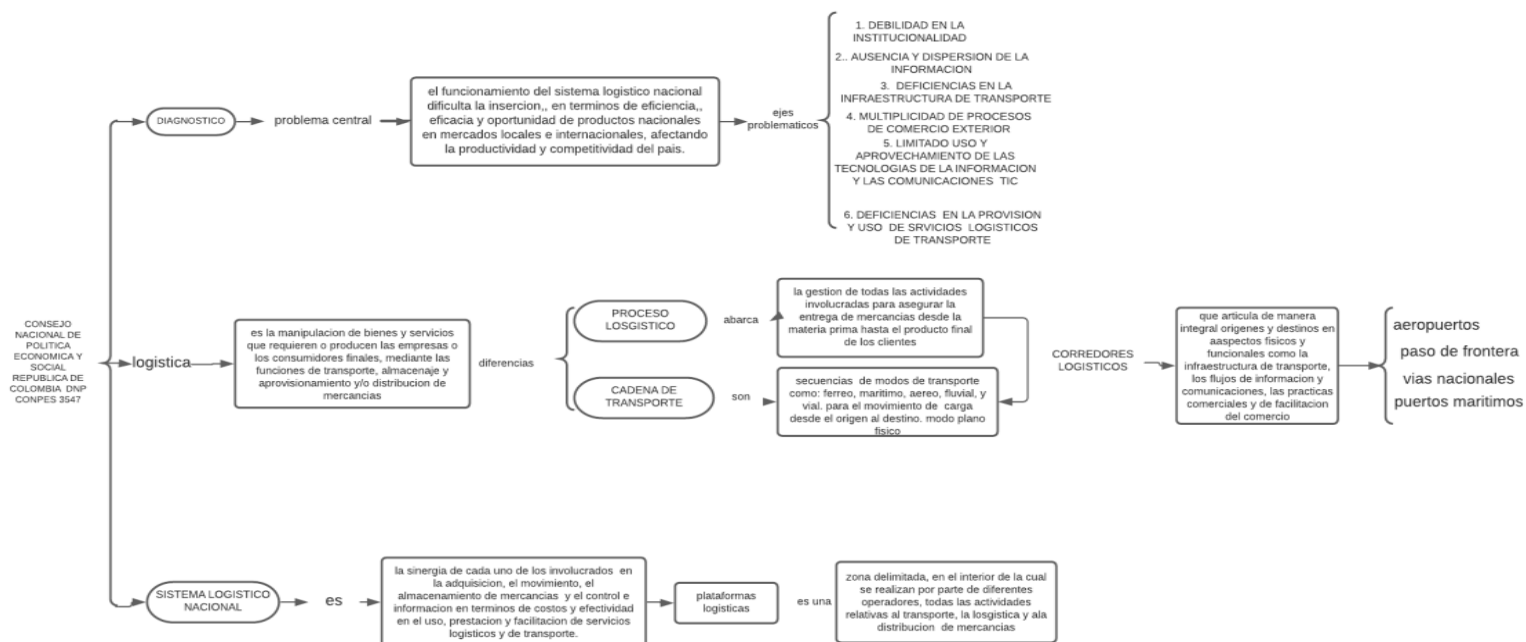 CONSEJO
NACIONAL DE
POLITICA
ECONOMICA Y
SOCIAL
REPUBLICA DE
COLOMBIA DNP
CONPES 3547
DIAGNOSTICO
problema central
el funcionamiento del sistema logistico nacional
dificulta la insercion,, en terminos de eficiencia,,
eficacia y oportunidad de productos nacionales
en mercados locales e internacionales, afectando
la productividad y competitividad del pais.
ejes
problematicos
1. DEBILIDAD EN LA
INSTITUCIONALIDAD
2.. AUSENCIA Y DISPERSION DE LA
INFORMACION
3. DEFICIENCIAS EN LA
INFRAESTRUCTURA DE TRANSPORTE
4. MULTIPLICIDAD DE PROCESOS
DE COMERCIO EXTERIOR
5. LIMITADO USO Y
APROVECHAMIENTO DE LAS
TECNOLOGIAS DE LA INFORMACION
Y LAS COMUNICACIONES TIC
6. DEFICIENCIAS EN LA PROVISION
Y USO DE SRVICIOS LOGISTICOS
DE TRANSPORTE
logistica
es la manipulacion de bienes y servicios
que requieren o producen las empresas o
los consumidores finales, mediante las
funciones de transporte, almacenaje y
aprovisionamiento y/o distribucion de
mercancias
diferencias
PROCESO
LOSGISTICO
abarca
la gestion de todas las actividades
involucradas para asegurar la
entrega de mercancias desde la
materia prima hasta el producto final
de los clientes
CADENA DE
TRANSPORTE
son
secuencias de modos de transporte
como: ferreo, maritimo, aereo, fluvial, y
vial. para el movimiento de carga
desde el origen al destino. modo plano
fisico
CORREDORES
LOGISTICOS
que articula de manera
integral origenes y destinos en
aaspectos fisicos y
funcionales como la
infraestructura de transporte,
los flujos de informacion y
comunicaciones, las practicas
comerciales y de facilitacion
del comercio
aeropuertos
paso de frontera
vias nacionales
puertos maritimos
SISTEMA LOGISTICO
NACIONAL
es
la sinergia de cada uno de los involucrados en
la adquisicion, el movimiento, el
almacenamiento de mercancias y el control e
informacion en terminos de costos y efectividad
en el uso, prestacion y facilitacion de servicios
logisticos y de transporte.
plataformas
logisticas
es una
zona delimitada, en el interior de la cual
se realizan por parte de diferentes
operadores, todas las actividades
relativas al transporte, la losgistica y ala
distribucion de mercancias